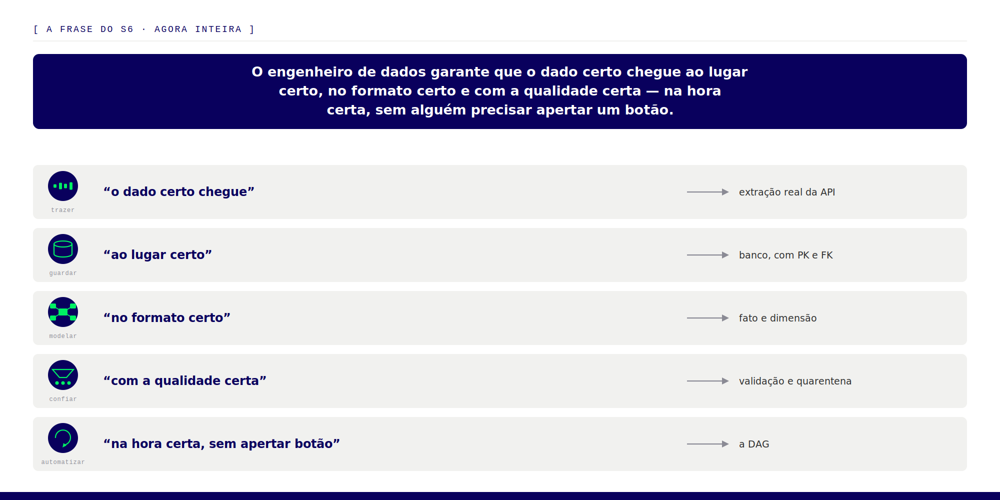 [ A FRASE DO S6 · AGORA INTEIRA ]
O engenheiro de dados garante que o dado certo chegue ao lugar
certo, no formato certo e com a qualidade certa — na hora
certa, sem alguém precisar apertar um botão.
“o dado certo chegue”
extração real da API
trazer
“ao lugar certo”
banco, com PK e FK
guardar
“no formato certo”
fato e dimensão
modelar
“com a qualidade certa”
validação e quarentena
confiar
“na hora certa, sem apertar botão”
a DAG
automatizar